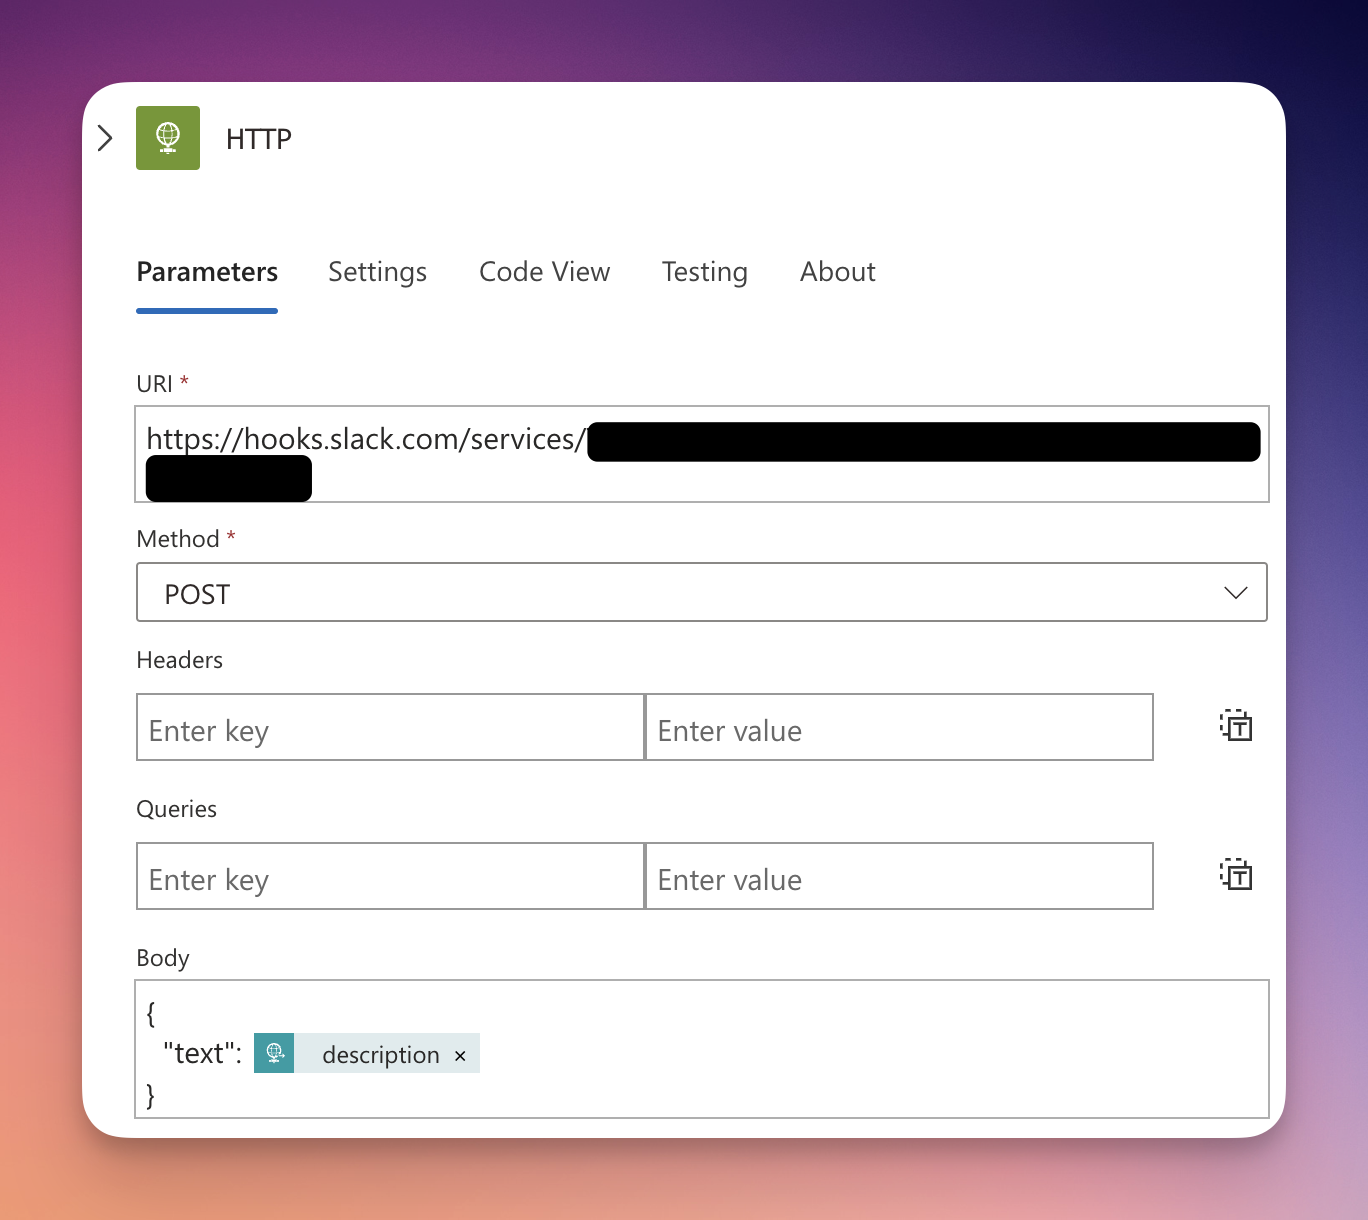 HTTP
Parameters Settings Code View Testing About
URI *
https://hooks.slack.com/services/
Method *
POST
Headers
Enter key Enter value
Queries
Enter key Enter value
Body
{
"text": description ×
}